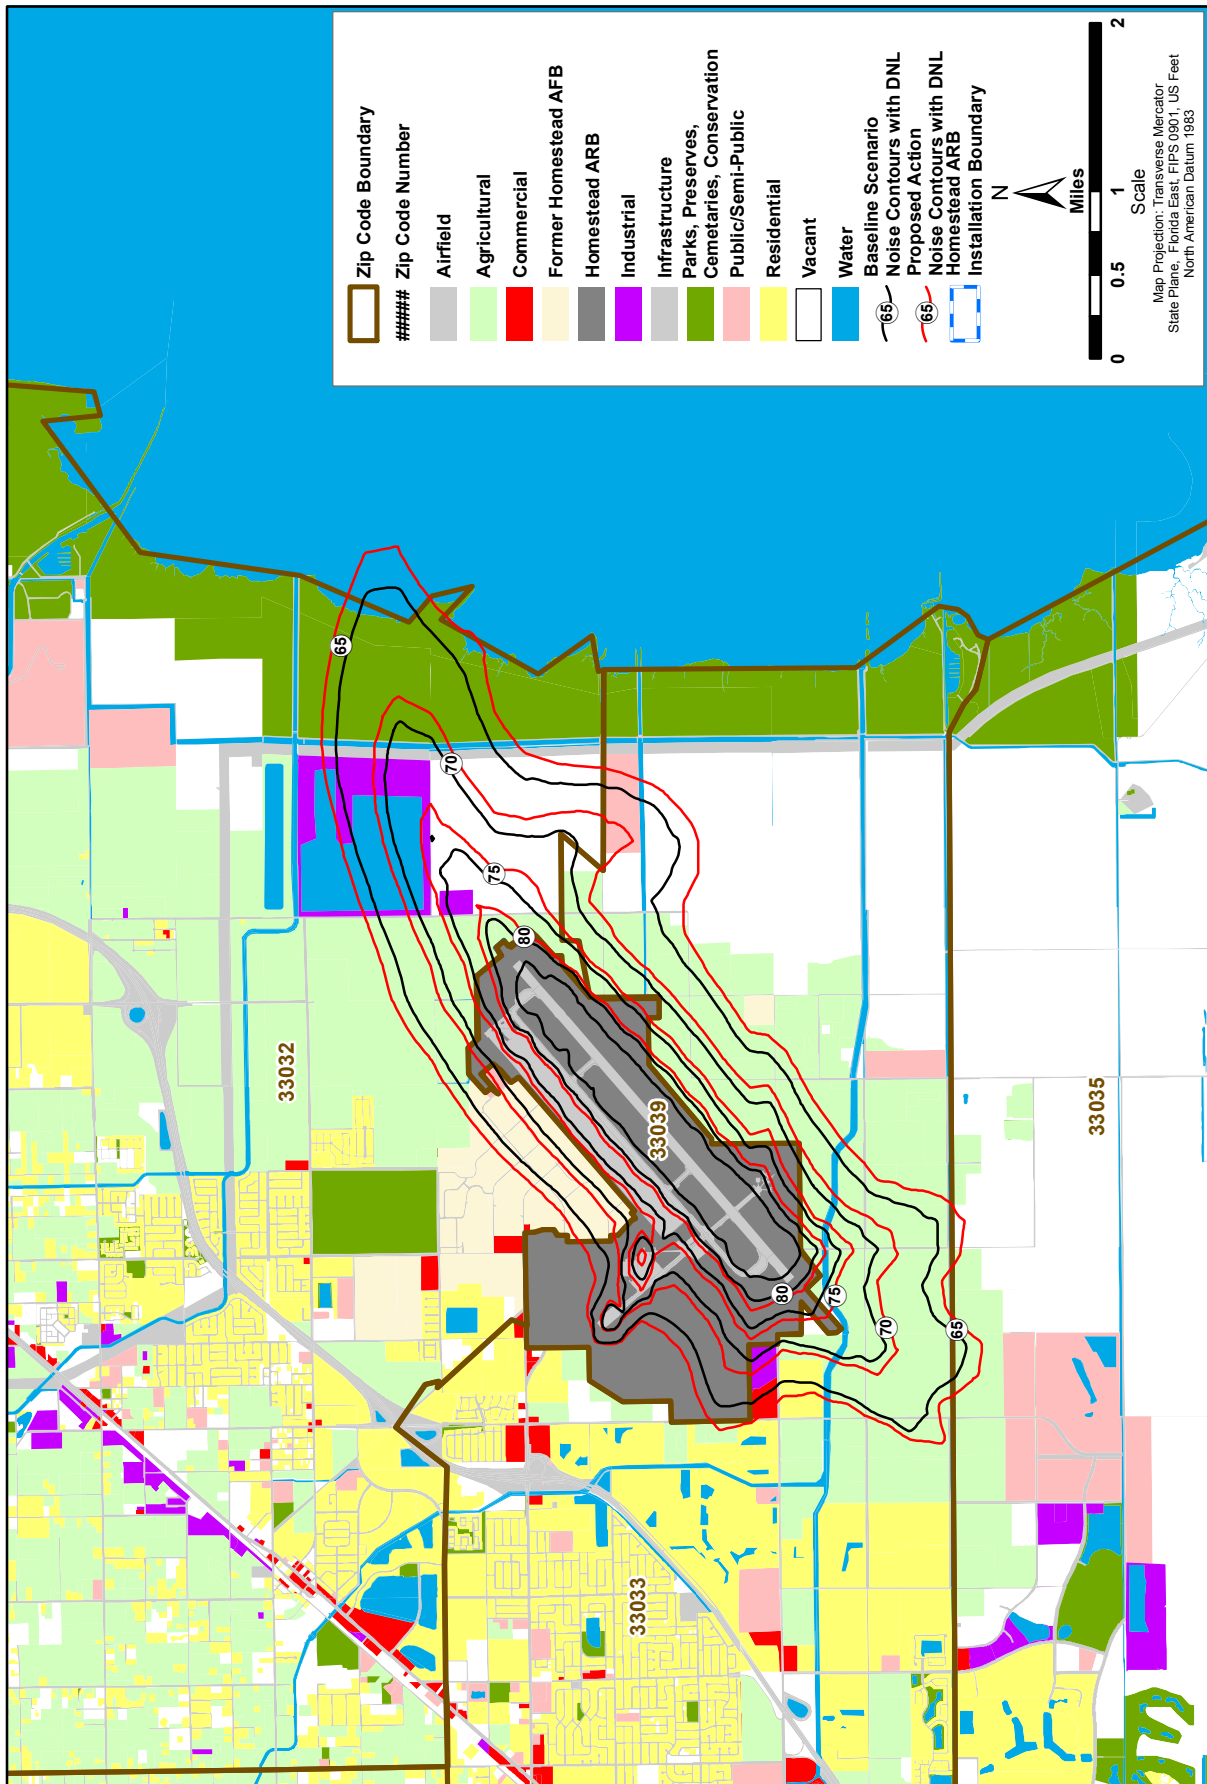 Zip Code Boundary
##### Zip Code Number
Airfield
Agricultural
Commercial
Former Homestead AFB
Homestead ARB
Industrial
Infrastructure
Parks, Preserves,
Cemetaries, Conservation
Public/Semi-Public
Residential
Vacant
Water
Baseline Scenario
65 Noise Contours with DNL
Proposed Action
65 Noise Contours with DNL
Homestead ARB
Installation Boundary
N
Miles
0 0.5 1 2
Scale
Map Projection: Transverse Mercator
State Plane, Florida East, FIPS 0901, US Feet
North American Datum 1983
33032
33039
33035
33033
65
70
75
80
80
75
70
65